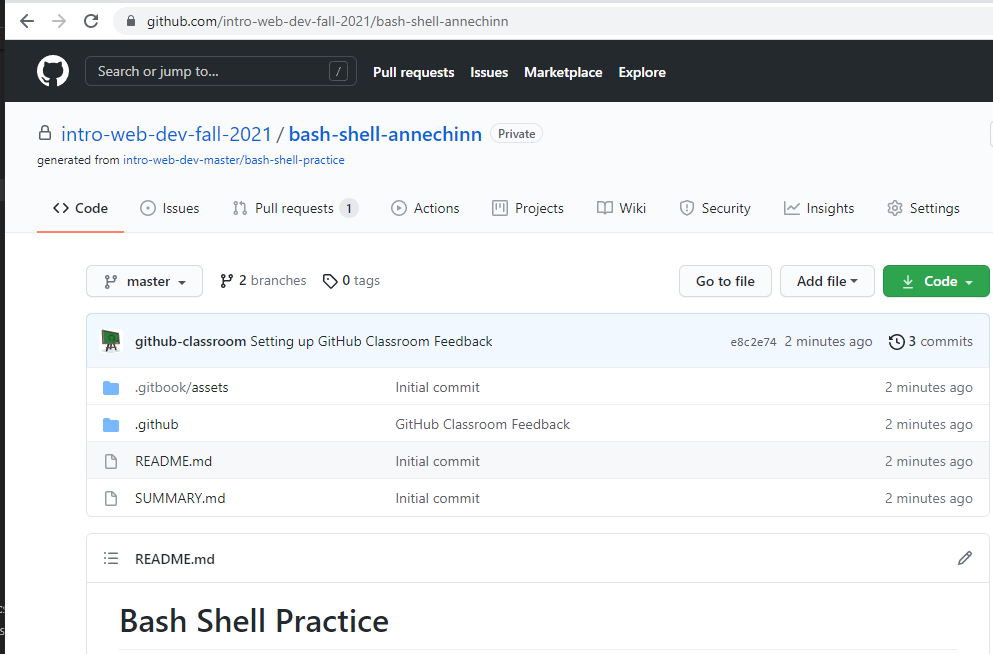 github.com/intro-web-dev-fall-2021/bash-shell-annechinn
Search or jump to... / Pull requests Issues Marketplace Explore
intro-web-dev-fall-2021 / bash-shell-annechinn Private
generated from intro-web-dev-master/bash-shell-practice
Code Issues Pull requests 1 Actions Projects Wiki Security Insights Settings
master 2 branches 0 tags Go to file Add file Code
github-classroom Setting up GitHub Classroom Feedback e8c2e74 2 minutes ago 3 commits
.gitbook/assets Initial commit 2 minutes ago
.github GitHub Classroom Feedback 2 minutes ago
README.md Initial commit 2 minutes ago
SUMMARY.md Initial commit 2 minutes ago
README.md
Bash Shell Practice